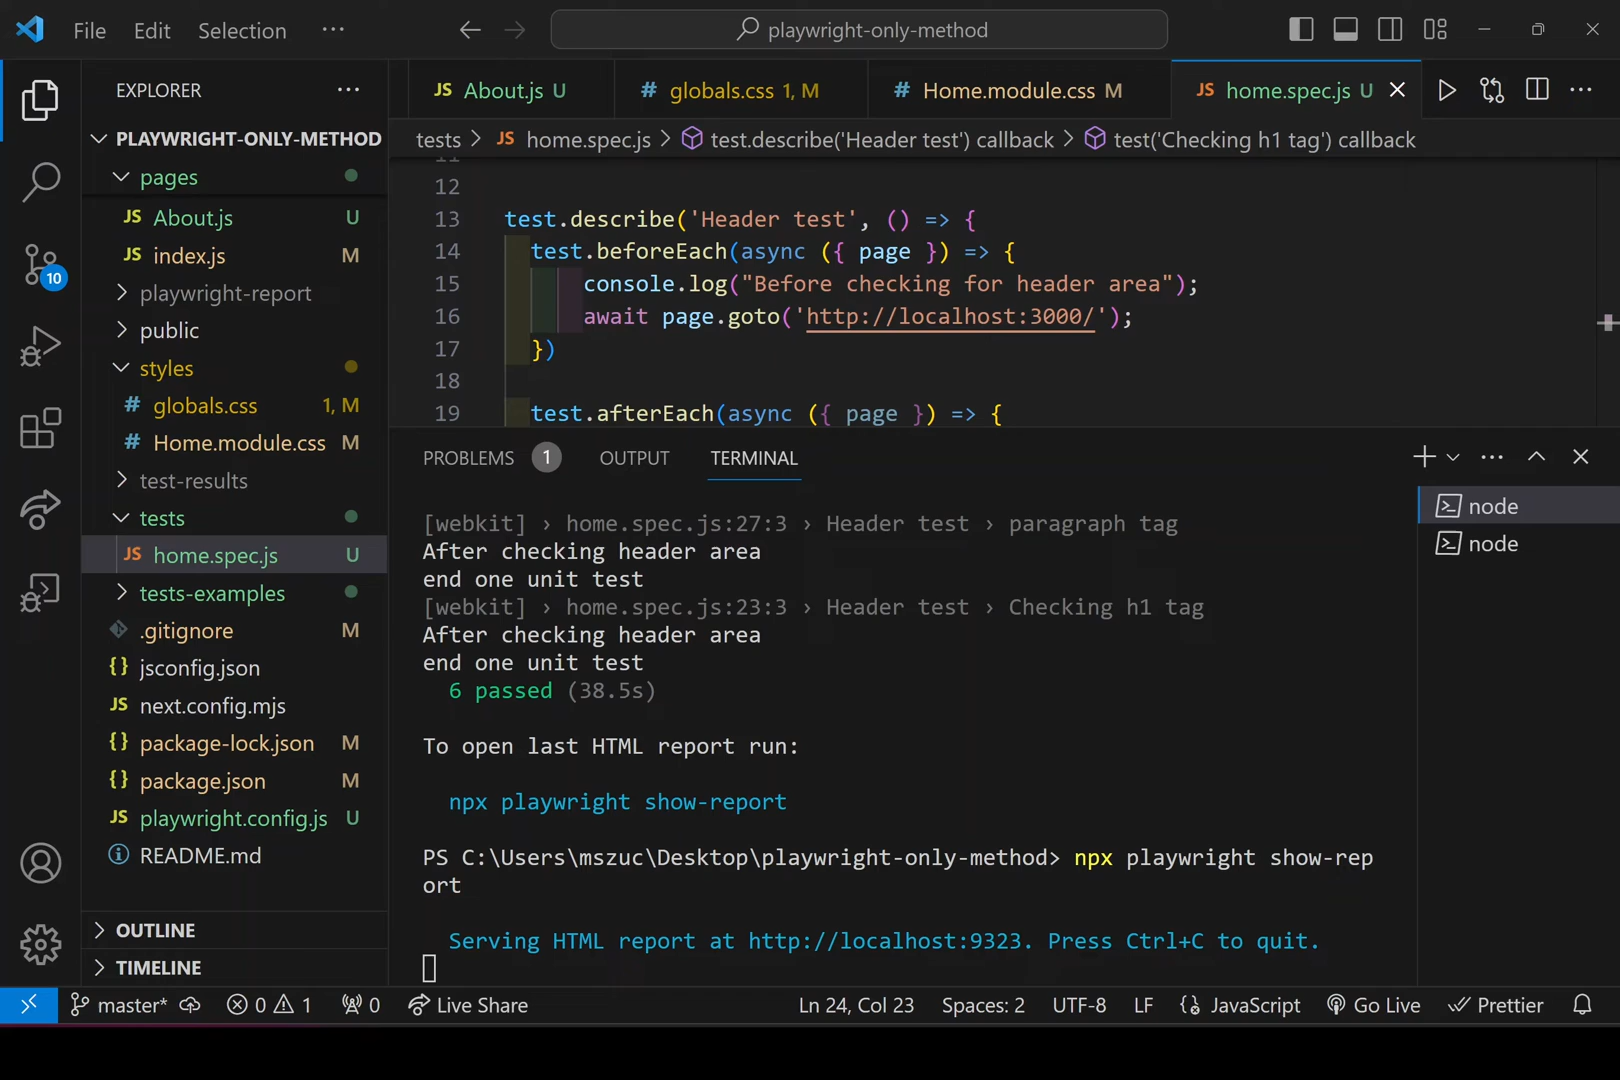 File Edit Selection ···
playwright-only-method
EXPLORER ···
PLAYWRIGHT-ONLY-METHOD
pages
JS About.js U
JS index.js M
playwright-report
public
styles
# globals.css 1, M
# Home.module.css M
test-results
tests
JS home.spec.js U
tests-examples
.gitignore M
{} jsconfig.json
JS next.config.mjs
{} package-lock.json M
{} package.json M
JS playwright.config.js U
README.md
OUTLINE
TIMELINE
10
JS About.js U # globals.css 1, M # Home.module.css M JS home.spec.js U
tests > JS home.spec.js > test.describe('Header test') callback > test('Checking h1 tag') callback
11
12
13 test.describe('Header test', () => {
14 test.beforeEach(async ({ page }) => {
15 console.log("Before checking for header area");
16 await page.goto('http://localhost:3000/');
17 })
18
19 test.afterEach(async ({ page }) => {
PROBLEMS 1 OUTPUT TERMINAL
[webkit] › home.spec.js:27:3 › Header test › paragraph tag
After checking header area
end one unit test
[webkit] › home.spec.js:23:3 › Header test › Checking h1 tag
After checking header area
end one unit test
6 passed (38.5s)
To open last HTML report run:
npx playwright show-report
PS C:\Users\mszuc\Desktop\playwright-only-method> npx playwright show-rep
ort
Serving HTML report at http://localhost:9323. Press Ctrl+C to quit.
node
node
master* 0 1 0 Live Share Ln 24, Col 23 Spaces: 2 UTF-8 LF {} JavaScript Go Live Prettier